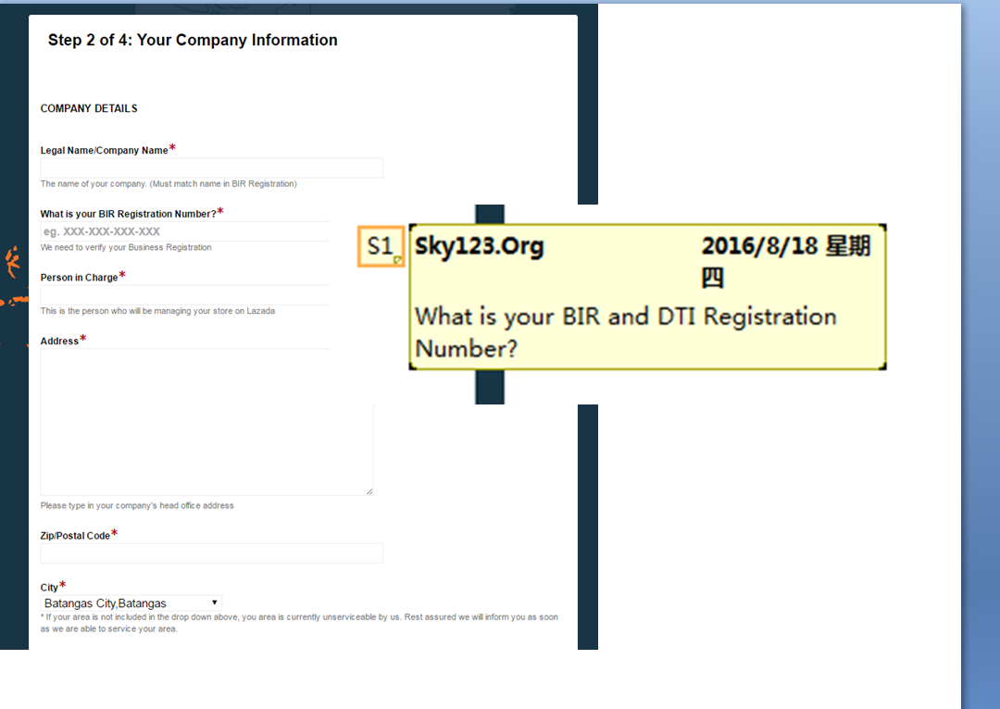 Step 2 of 4: Your Company Information
COMPANY DETAILS
Legal Name/Company Name*
The name of your company. (Must match name in BIR Registration)
What is your BIR Registration Number?*
eg. XXX-XXX-XXX-XXX
We need to verify your Business Registration
Person in Charge*
This is the person who will be managing your store on Lazada
Address*
Please type in your company's head office address
Zip/Postal Code*
City*
Batangas City,Batangas
* If your area is not included in the drop down above, you area is currently unserviceable by us. Rest assured we will inform you as soon
as we are able to service your area.
S1
Sky123.Org 2016/8/18 星期
四
What is your BIR and DTI Registration
Number?